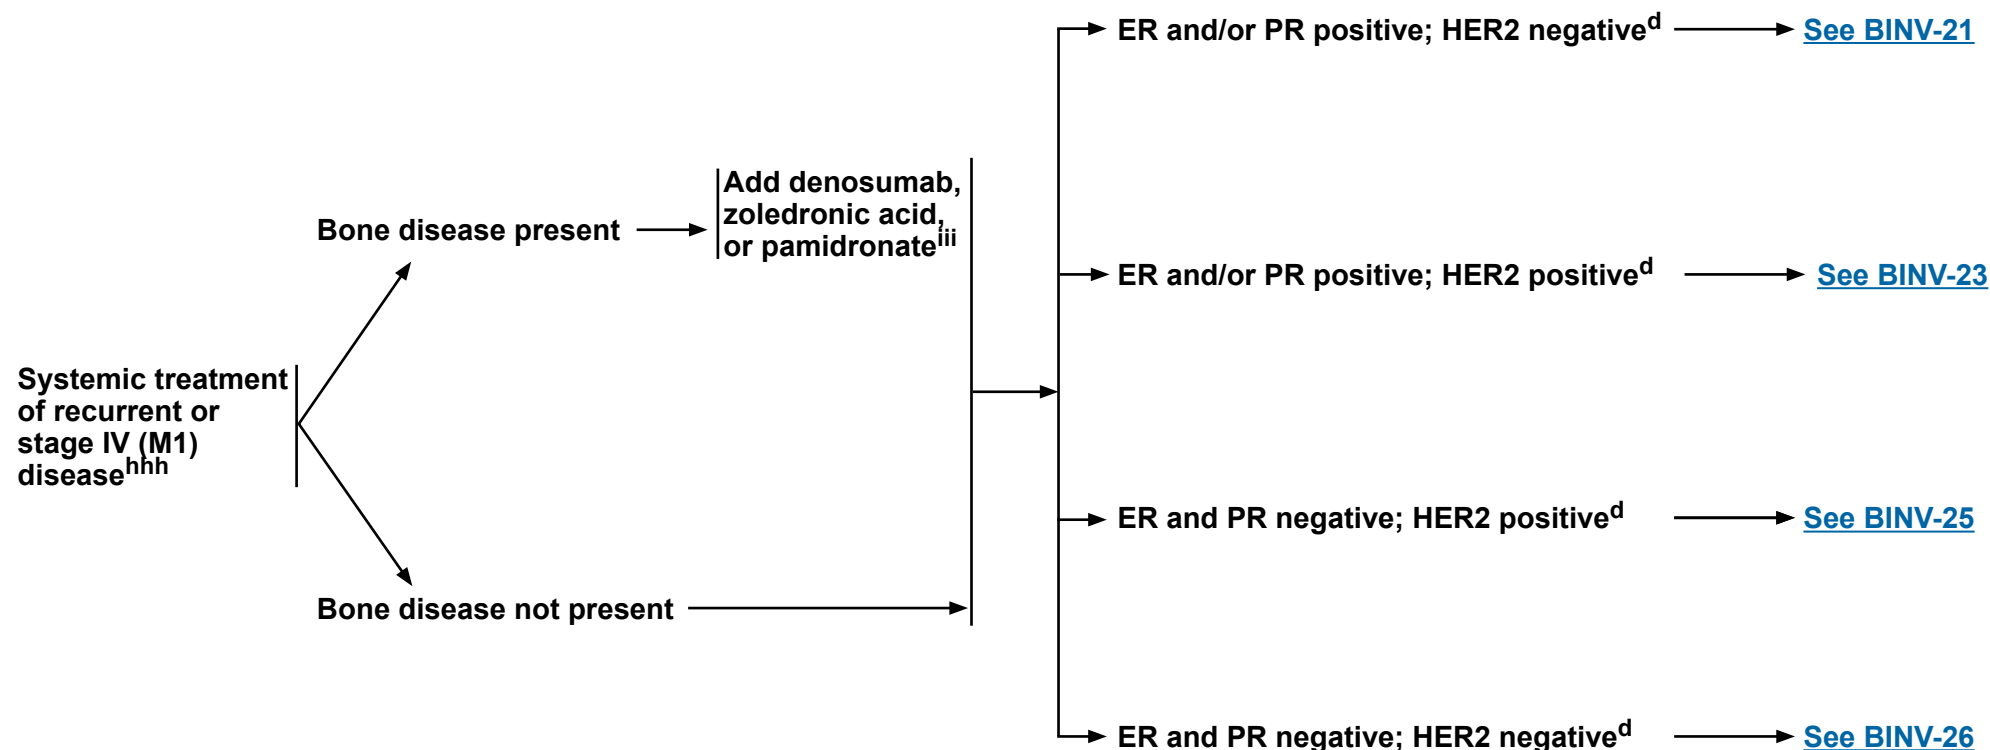 Systemic treatment
of recurrent or
stage IV (M1)
diseasehhh
Bone disease present
Add denosumab,
zoledronic acid,
or pamidronateiii
Bone disease not present
ER and/or PR positive; HER2 negatived
See BINV-21
ER and/or PR positive; HER2 positived
See BINV-23
ER and PR negative; HER2 positived
See BINV-25
ER and PR negative; HER2 negatived
See BINV-26